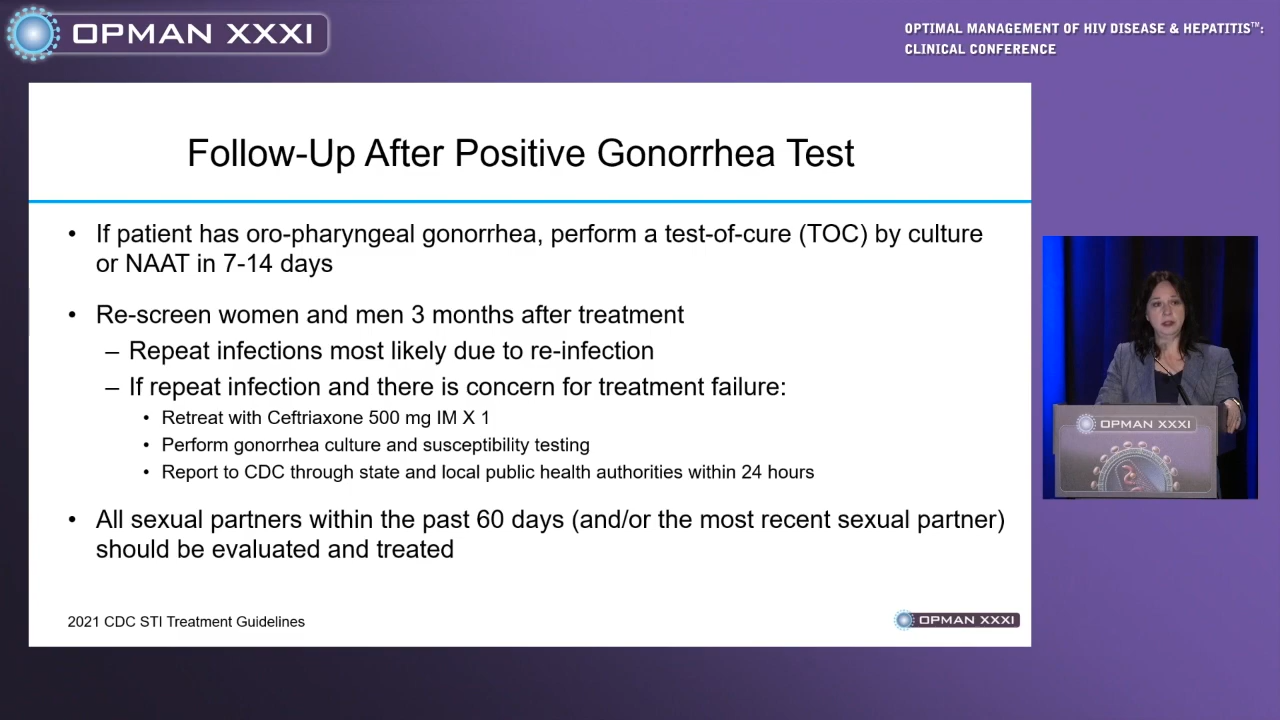 OPMAN XXXI
OPTIMAL MANAGEMENT OF HIV DISEASE & HEPATITIS™:
CLINICAL CONFERENCE
Follow-Up After Positive Gonorrhea Test
• If patient has oro-pharyngeal gonorrhea, perform a test-of-cure (TOC) by culture
or NAAT in 7-14 days
• Re-screen women and men 3 months after treatment
– Repeat infections most likely due to re-infection
– If repeat infection and there is concern for treatment failure:
• Retreat with Ceftriaxone 500 mg IM X 1
• Perform gonorrhea culture and susceptibility testing
• Report to CDC through state and local public health authorities within 24 hours
• All sexual partners within the past 60 days (and/or the most recent sexual partner)
should be evaluated and treated
2021 CDC STI Treatment Guidelines
OPMAN XXXI
OPMAN XXXI